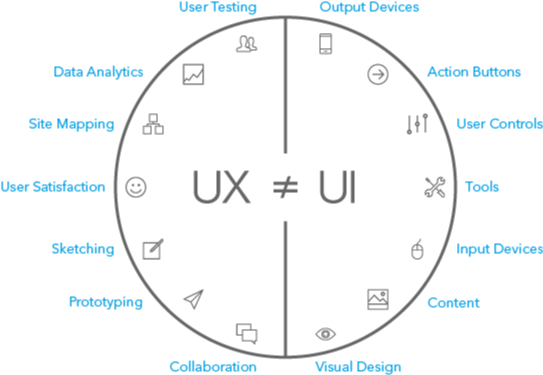 User Testing
Output Devices
Data Analytics
Action Buttons
Site Mapping
User Controls
User Satisfaction
UX ≠ UI
Tools
Sketching
Input Devices
Prototyping
Content
Collaboration
Visual Design